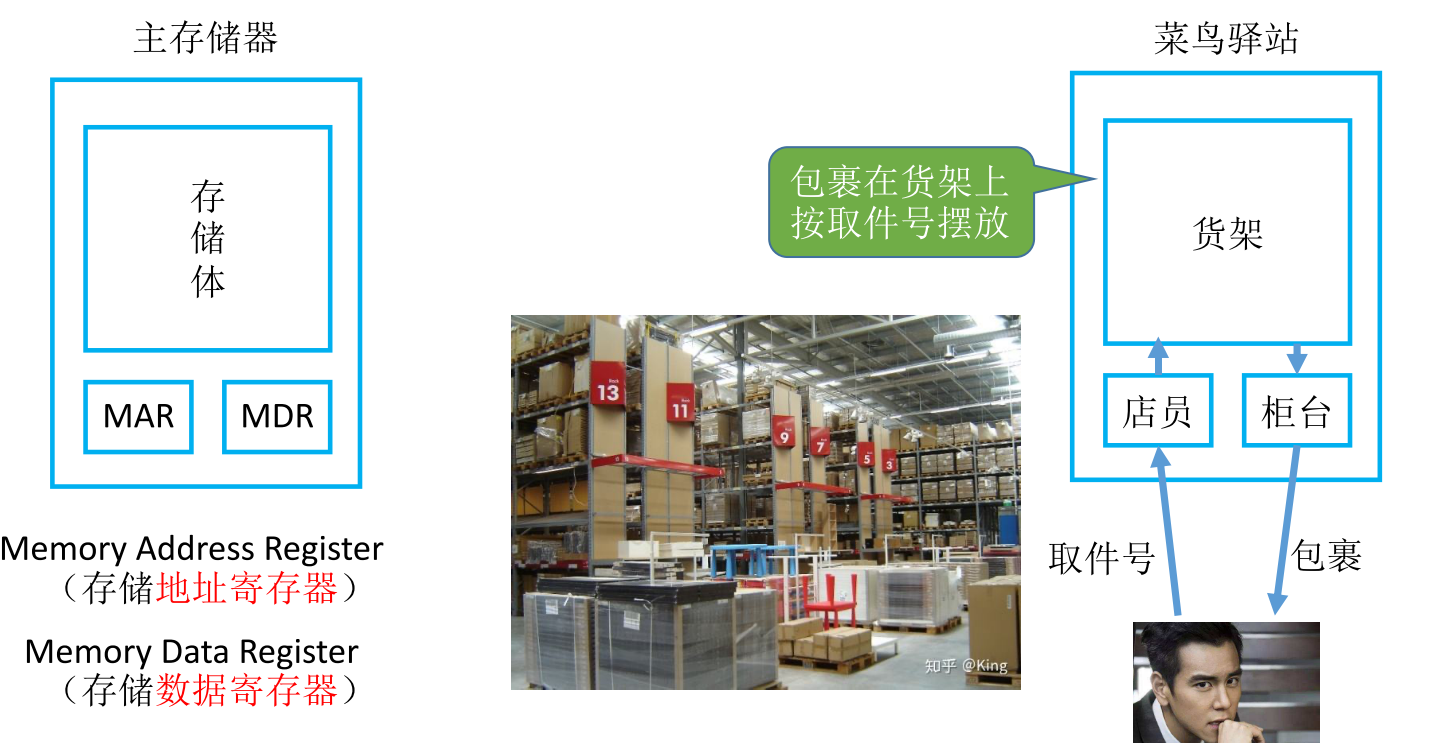 主存储器
存
储
体
MAR
MDR
Memory Address Register
（存储地址寄存器）
Memory Data Register
（存储数据寄存器）
13
11
9
7
5
3
知乎 @King
包裹在货架上
按取件号摆放
菜鸟驿站
货架
店员
柜台
取件号
包裹